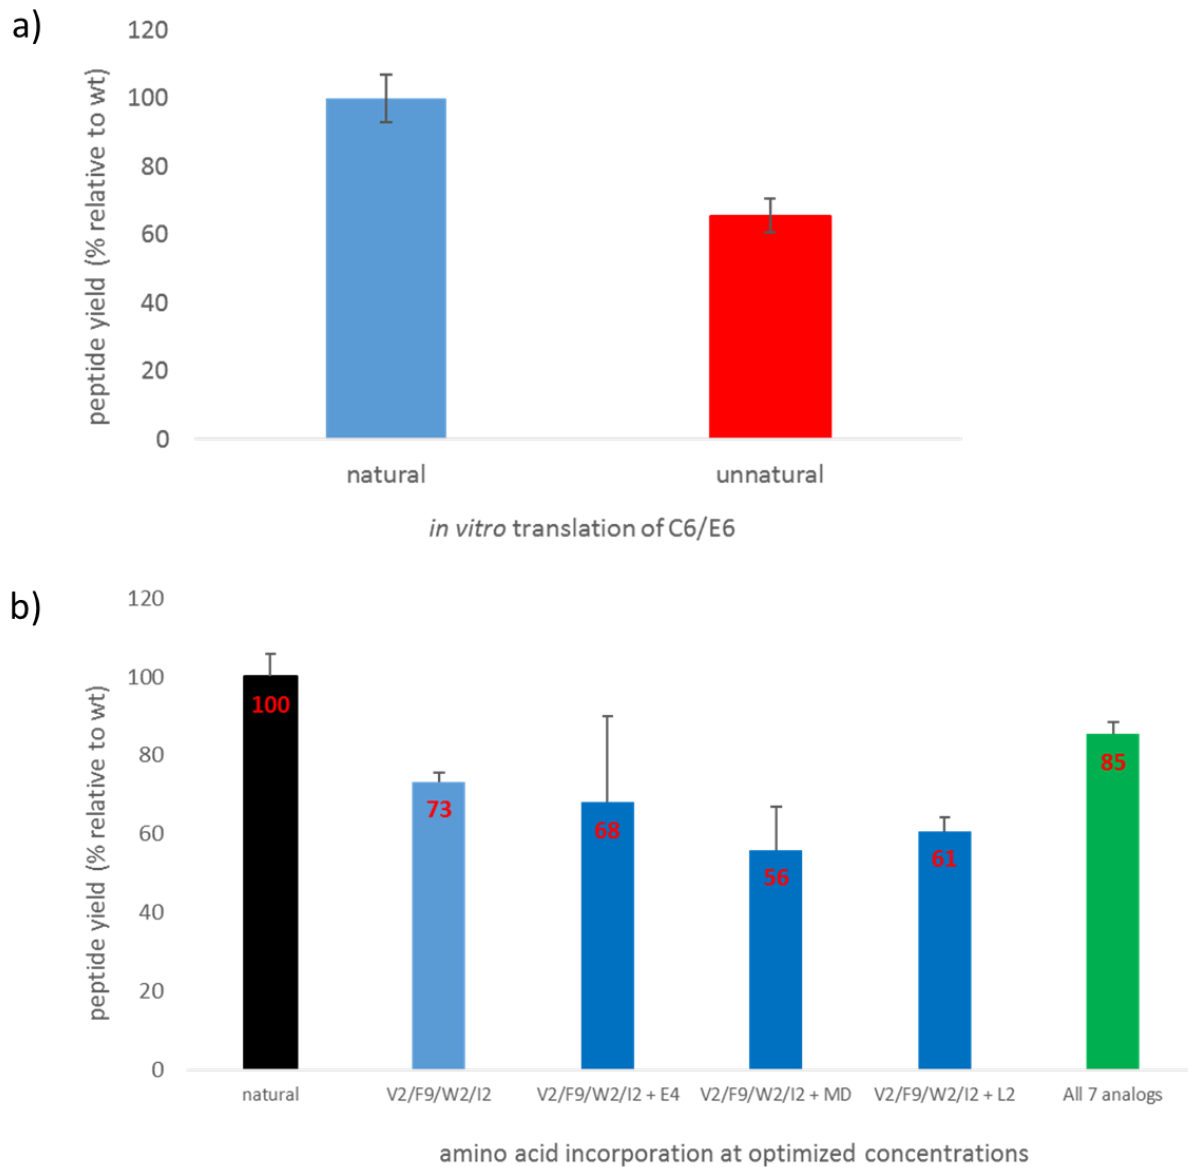 a)
peptide yield (% relative to wt)
120
100
80
60
40
20
0
natural
unnatural
in vitro translation of C6/E6
b)
peptide yield (% relative to wt)
120
100
80
60
40
20
0
100
73
68
56
61
85
natural
V2/F9/W2/I2
V2/F9/W2/I2 + E4
V2/F9/W2/I2 + MD
V2/F9/W2/I2 + L2
All 7 analogs
amino acid incorporation at optimized concentrations